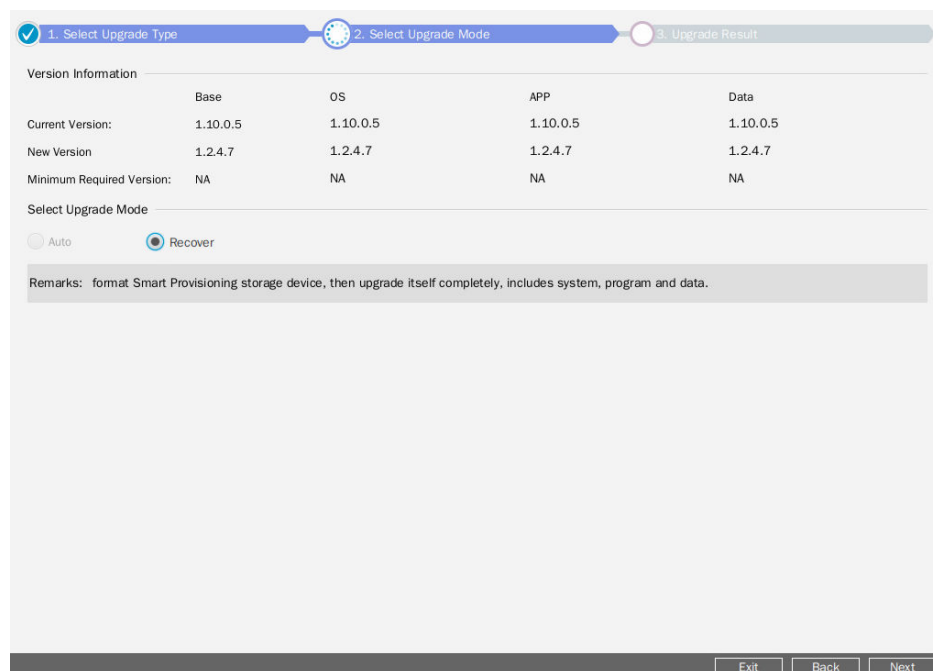 1. Select Upgrade Type 2. Select Upgrade Mode 3. Upgrade Result
Version Information
Base OS APP Data
Current Version: 1.10.0.5 1.10.0.5 1.10.0.5 1.10.0.5
New Version 1.2.4.7 1.2.4.7 1.2.4.7 1.2.4.7
Minimum Required Version: NA NA NA NA
Select Upgrade Mode
Auto Recover
Remarks: format Smart Provisioning storage device, then upgrade itself completely, includes system, program and data.
Exit Back Next